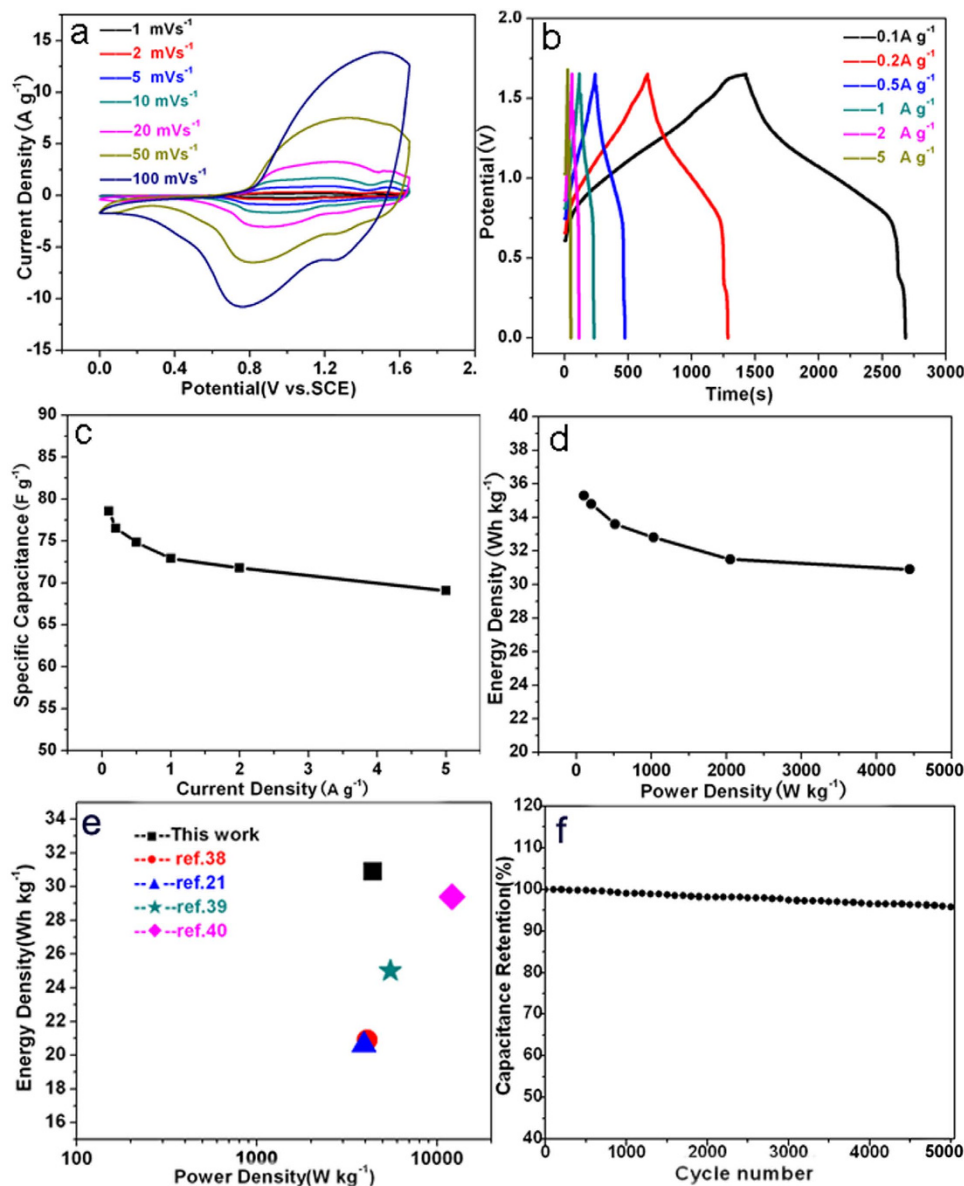 a
1 mVs⁻¹
2 mVs⁻¹
5 mVs⁻¹
10 mVs⁻¹
20 mVs⁻¹
50 mVs⁻¹
100 mVs⁻¹
Current Density (A g⁻¹)
15
10
5
0
-5
-10
-15
0.0 0.4 0.8 1.2 1.6 2
Potential(V vs.SCE)
b
0.1A g⁻¹
0.2A g⁻¹
0.5A g⁻¹
1 A g⁻¹
2 A g⁻¹
5 A g⁻¹
Potential (V)
2.0
1.5
1.0
0.5
0.0
0 500 1000 1500 2000 2500 3000
Time(s)
c
Specific Capacitance (F g⁻¹)
90
85
80
75
70
65
60
55
50
0 1 2 3 4 5
Current Density (A g⁻¹)
d
Energy Density (Wh kg⁻¹)
40
38
36
34
32
30
28
26
24
22
20
0 1000 2000 3000 4000 5000
Power Density (W kg⁻¹)
e
This work
ref.38
ref.21
ref.39
ref.40
Energy Density(Wh kg⁻¹)
34
32
30
28
26
24
22
20
18
16
100 1000 10000
Power Density(W kg⁻¹)
f
Capacitance Retention(%)
120
110
100
90
80
70
60
50
40
0 1000 2000 3000 4000 5000
Cycle number